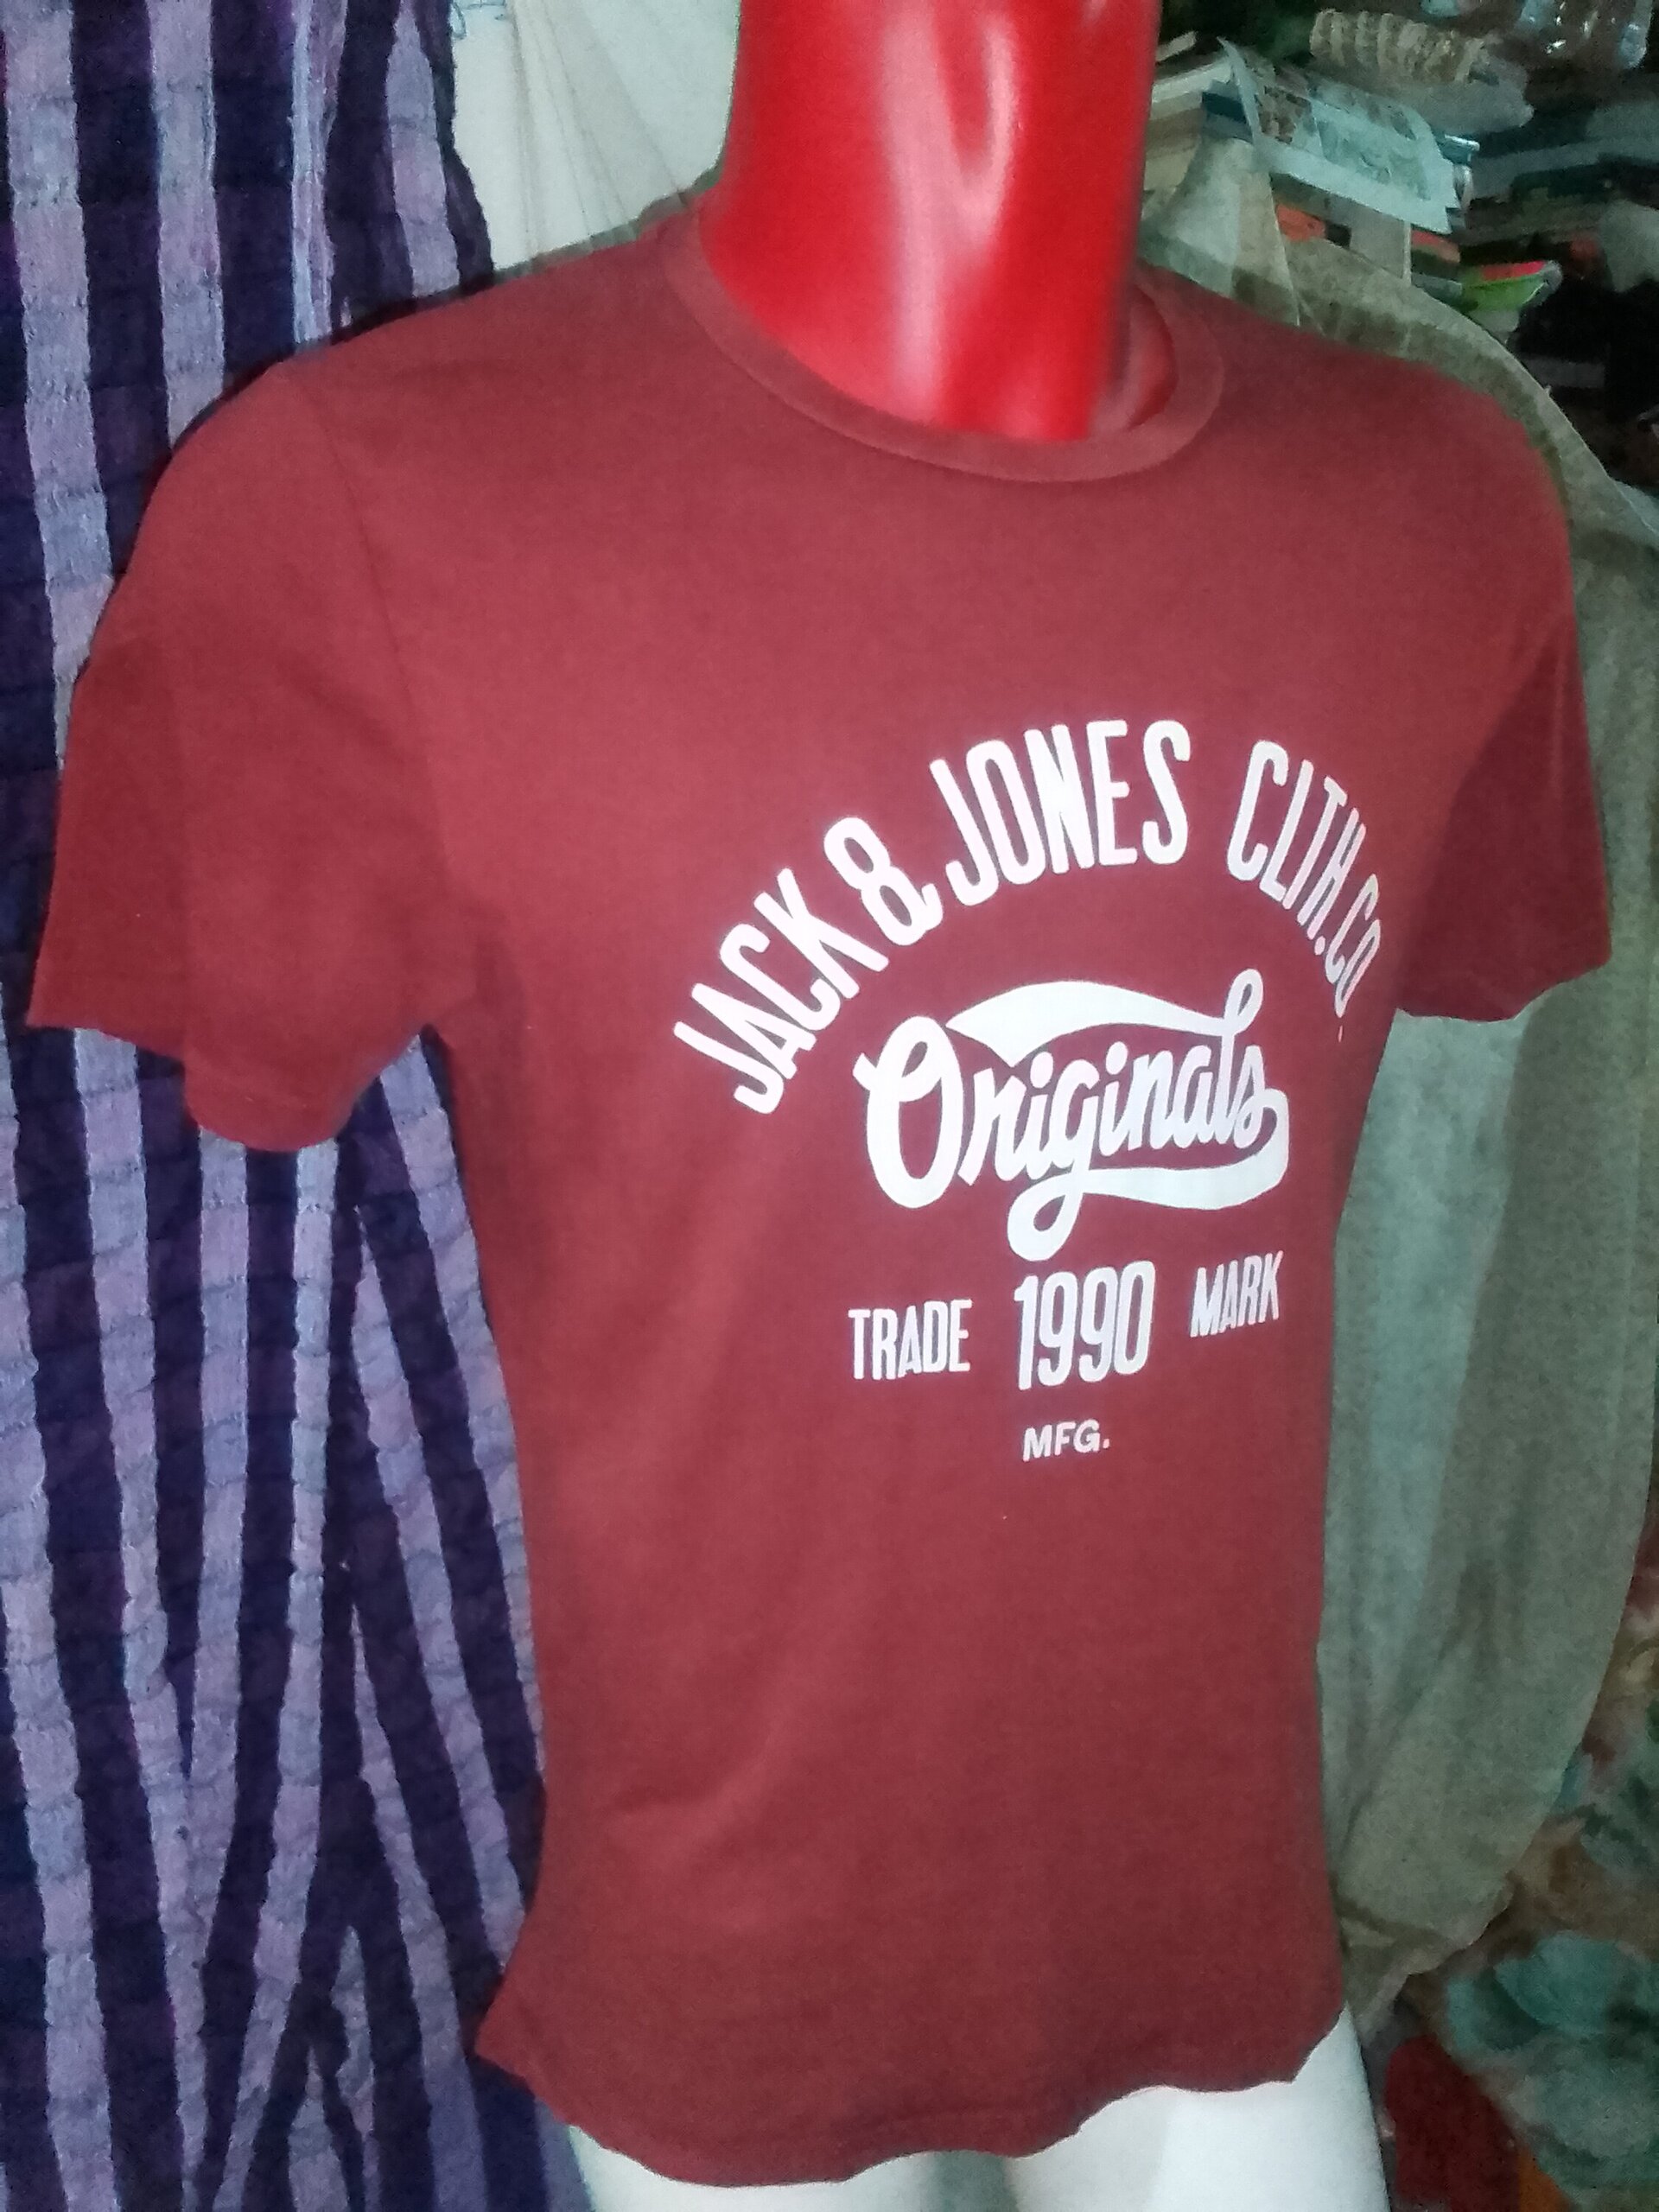 JACK & JONES CLTH.CO.
Originals
TRADE 1990 MARK
MFG.